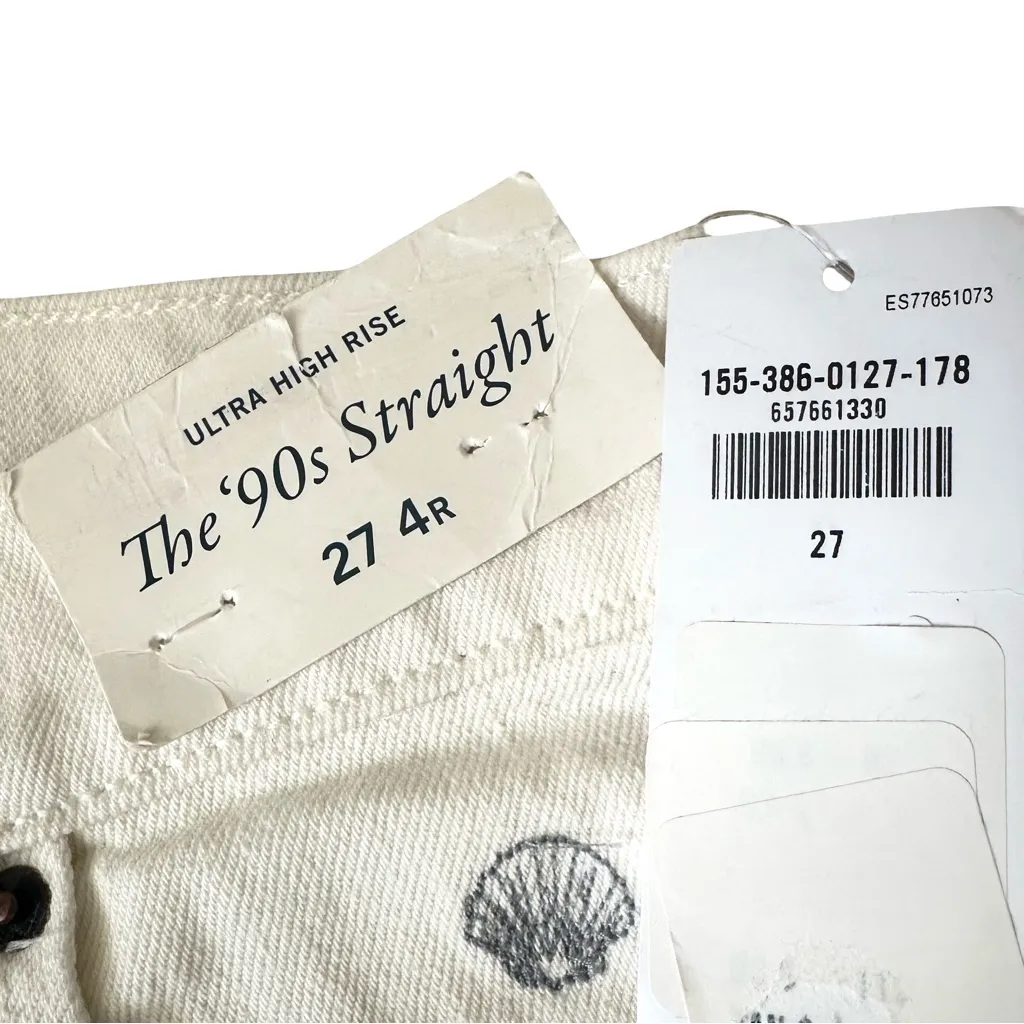 ULTRA HIGH RISE
The ‘90s Straight
27 4R
ES77651073
155-386-0127-178
657661330
27